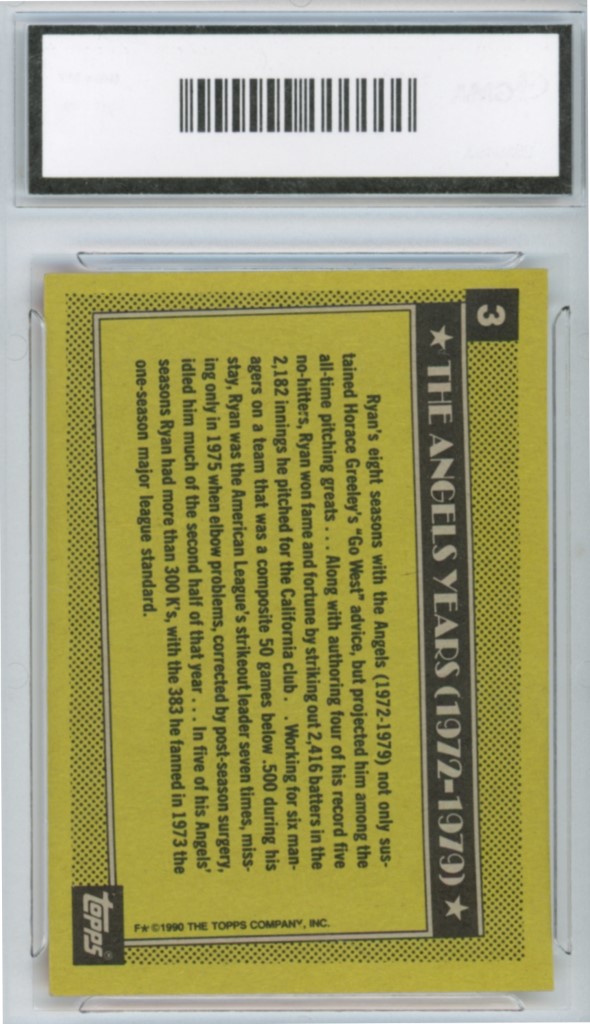 3
★ THE ANGELS YEARS (1972-1979) ★
Ryan's eight seasons with the Angels (1972-1979) not only sus-
tained Horace Greeley's "Go West" advice, but projected him among the
all-time pitching greats . . . Along with authoring four of his record five
no-hitters, Ryan won fame and fortune by striking out 2,416 batters in the
2,182 innings he pitched for the California club . . Working for six man-
agers on a team that was a composite 50 games below .500 during his
stay, Ryan was the American League's strikeout leader seven times, miss-
ing only in 1975 when elbow problems, corrected by post-season surgery,
idled him much of the second half of that year . . . In five of his Angels'
seasons Ryan had more than 300 K's, with the 383 he fanned in 1973 the
one-season major league standard.
F★ ©1990 THE TOPPS COMPANY, INC.
topps®